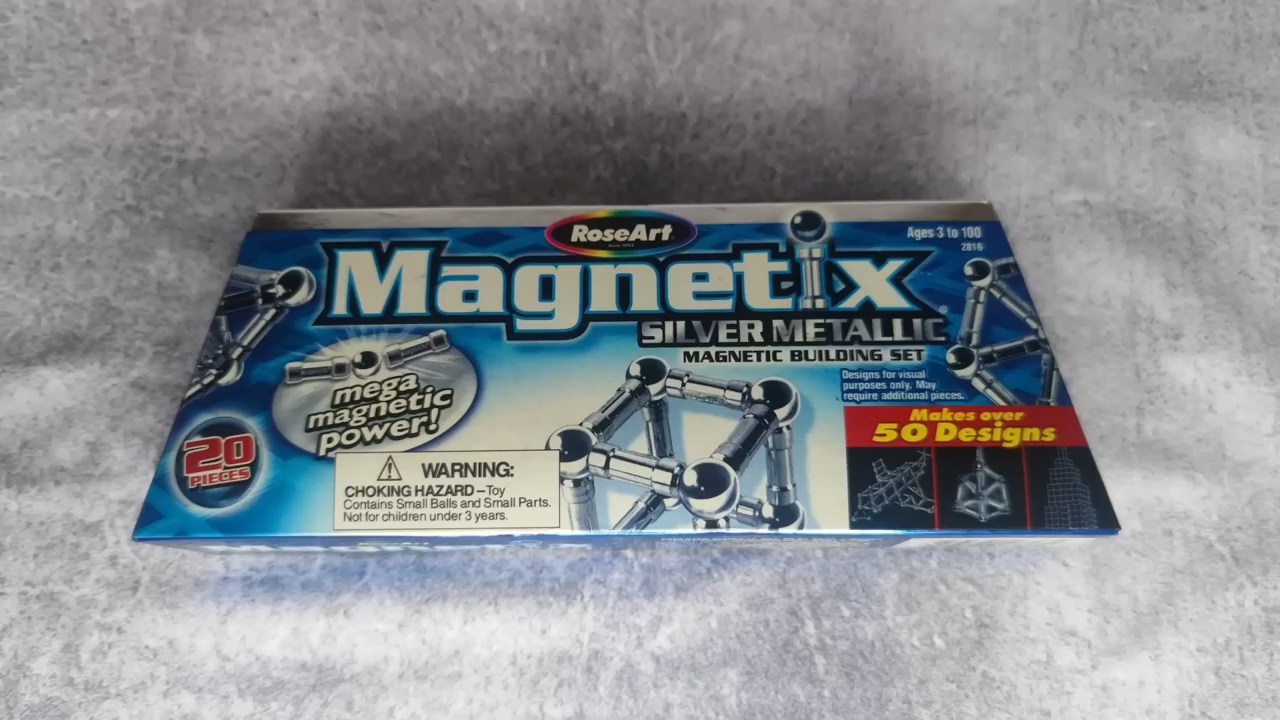 RoseArt
Since 1923
Ages 3 to 100
2816
Magnetix
SILVER METALLIC
MAGNETIC BUILDING SET
mega
magnetic
power!
Designs for visual
purposes only. May
require additional pieces.
Makes over
50 Designs
20
PIECES
WARNING:
CHOKING HAZARD – Toy
Contains Small Balls and Small Parts.
Not for children under 3 years.